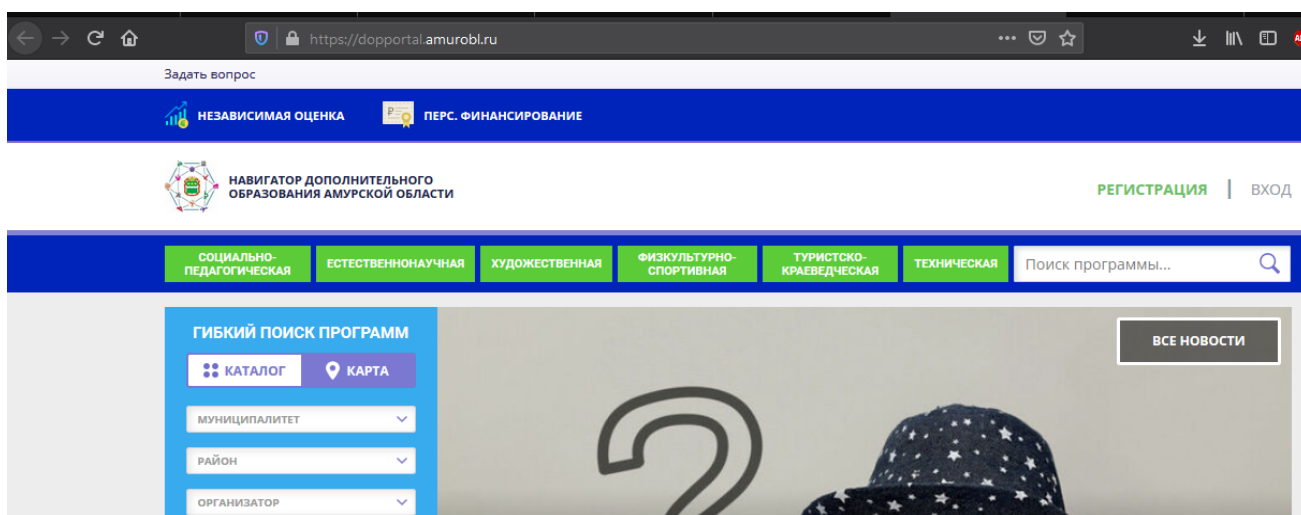 https://dopportal.amurobl.ru
Задать вопрос
НЕЗАВИСИМАЯ ОЦЕНКА
ПЕРС. ФИНАНСИРОВАНИЕ
НАВИГАТОР ДОПОЛНИТЕЛЬНОГО
ОБРАЗОВАНИЯ АМУРСКОЙ ОБЛАСТИ
РЕГИСТРАЦИЯ | ВХОД
СОЦИАЛЬНО-
ПЕДАГОГИЧЕСКАЯ
ЕСТЕСТВЕННОНАУЧНАЯ
ХУДОЖЕСТВЕННАЯ
ФИЗКУЛЬТУРНО-
СПОРТИВНАЯ
ТУРИСТСКО-
КРАЕВЕДЧЕСКАЯ
ТЕХНИЧЕСКАЯ
Поиск программы...
ГИБКИЙ ПОИСК ПРОГРАММ
КАТАЛОГ
КАРТА
МУНИЦИПАЛИТЕТ
РАЙОН
ОРГАНИЗАТОР
ВСЕ НОВОСТИ
?